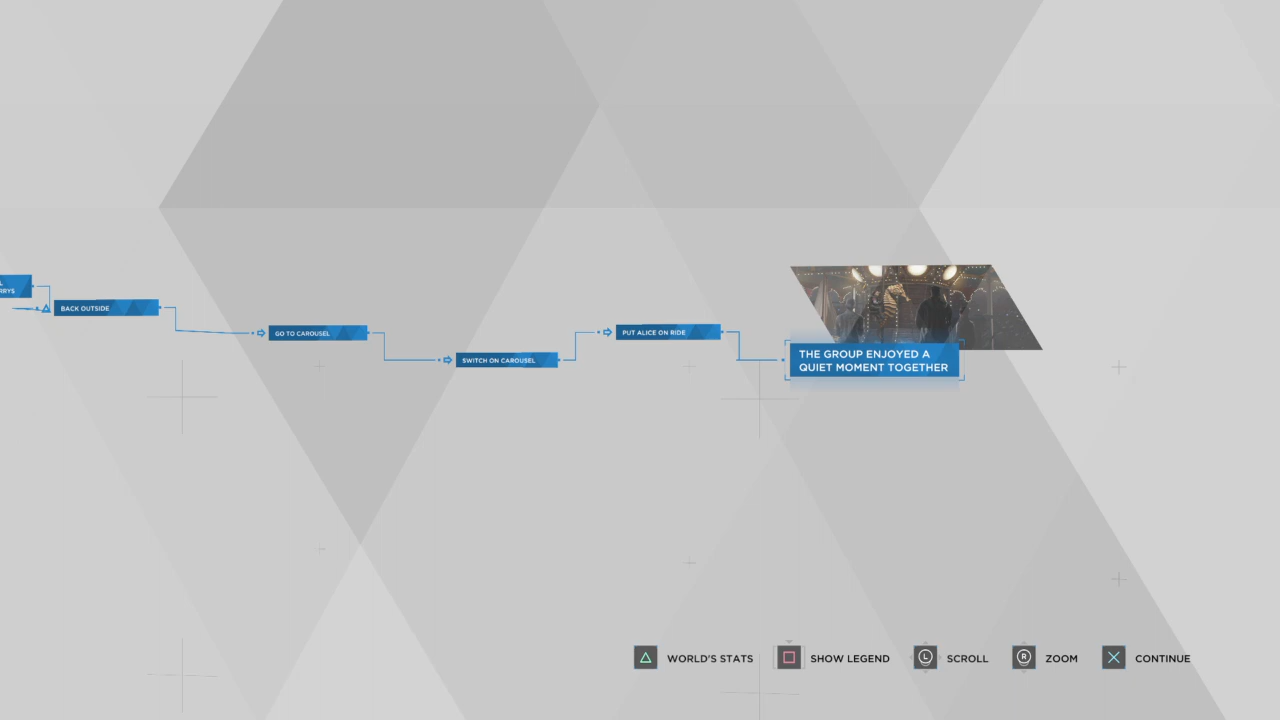 RRYS
BACK OUTSIDE
GO TO CAROUSEL
SWITCH ON CAROUSEL
PUT ALICE ON RIDE
THE GROUP ENJOYED A
QUIET MOMENT TOGETHER
WORLD'S STATS
SHOW LEGEND
L
SCROLL
R
ZOOM
CONTINUE